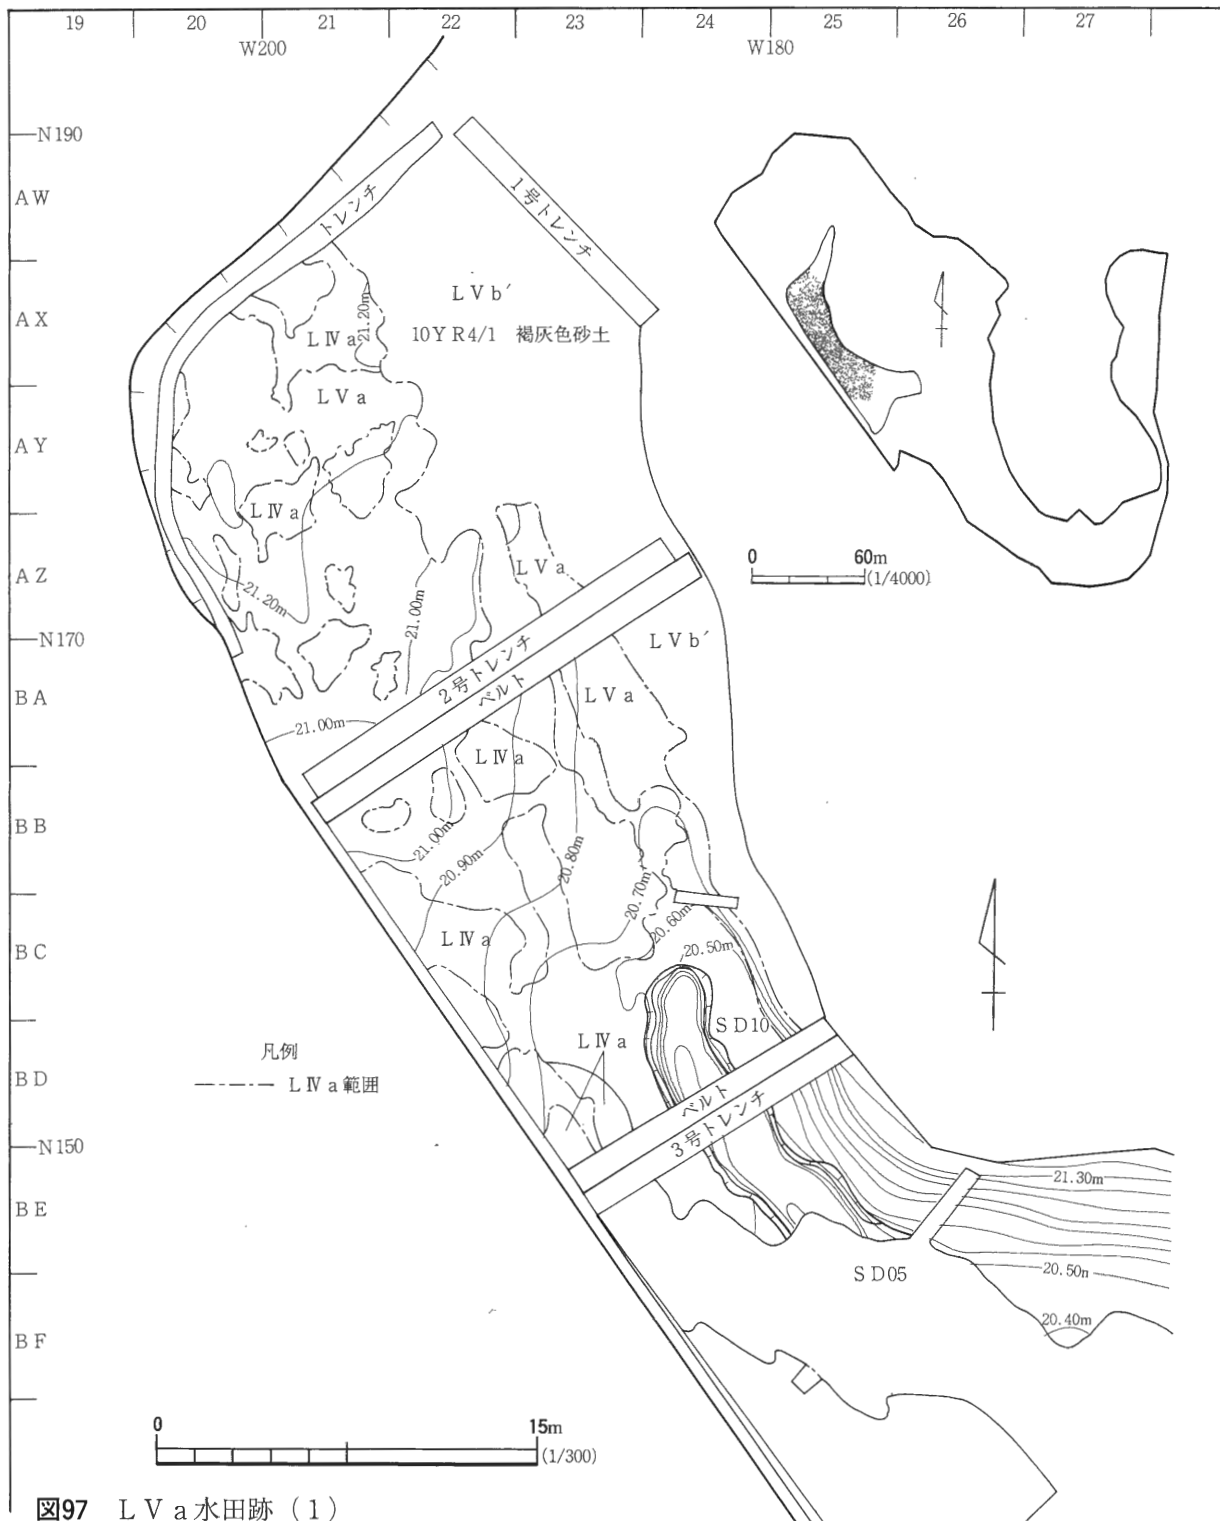 19 20 21 22 23 24 25 26 27
W200 W180
N190
AW
AX
AY
AZ
N170
BA
BB
BC
BD
N150
BE
BF
トレンチ
1号トレンチ
LⅣa
21.20m
LⅤb′
10YR4/1 褐灰色砂土
LⅤa
LⅣa
21.20m
21.00m
LⅤa
2号トレンチ
ベルト
21.00m
LⅤb′
LⅤa
LⅣa
21.00m
20.90m
20.80m
20.70m
20.60m
20.50m
LⅣa
SD10
LⅣa
ベルト
3号トレンチ
21.30m
SD05
20.50n
20.40m
0 60m
(1/4000)
凡例
LⅣa範囲
0 15m
(1/300)
図97 LⅤa水田跡（1）